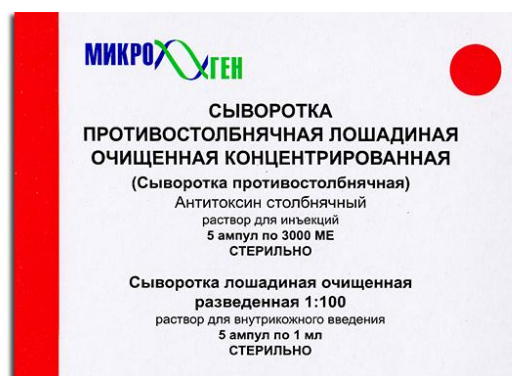 МИКРОГЕН
СЫВОРОТКА
ПРОТИВОСТОЛБНЯЧНАЯ ЛОШАДИНАЯ
ОЧИЩЕННАЯ КОНЦЕНТРИРОВАННАЯ
(Сыворотка противостолбнячная)
Антитоксин столбнячный
раствор для инъекций
5 ампул по 3000 МЕ
СТЕРИЛЬНО
Сыворотка лошадиная очищенная
разведенная 1:100
раствор для внутрикожного введения
5 ампул по 1 мл
СТЕРИЛЬНО